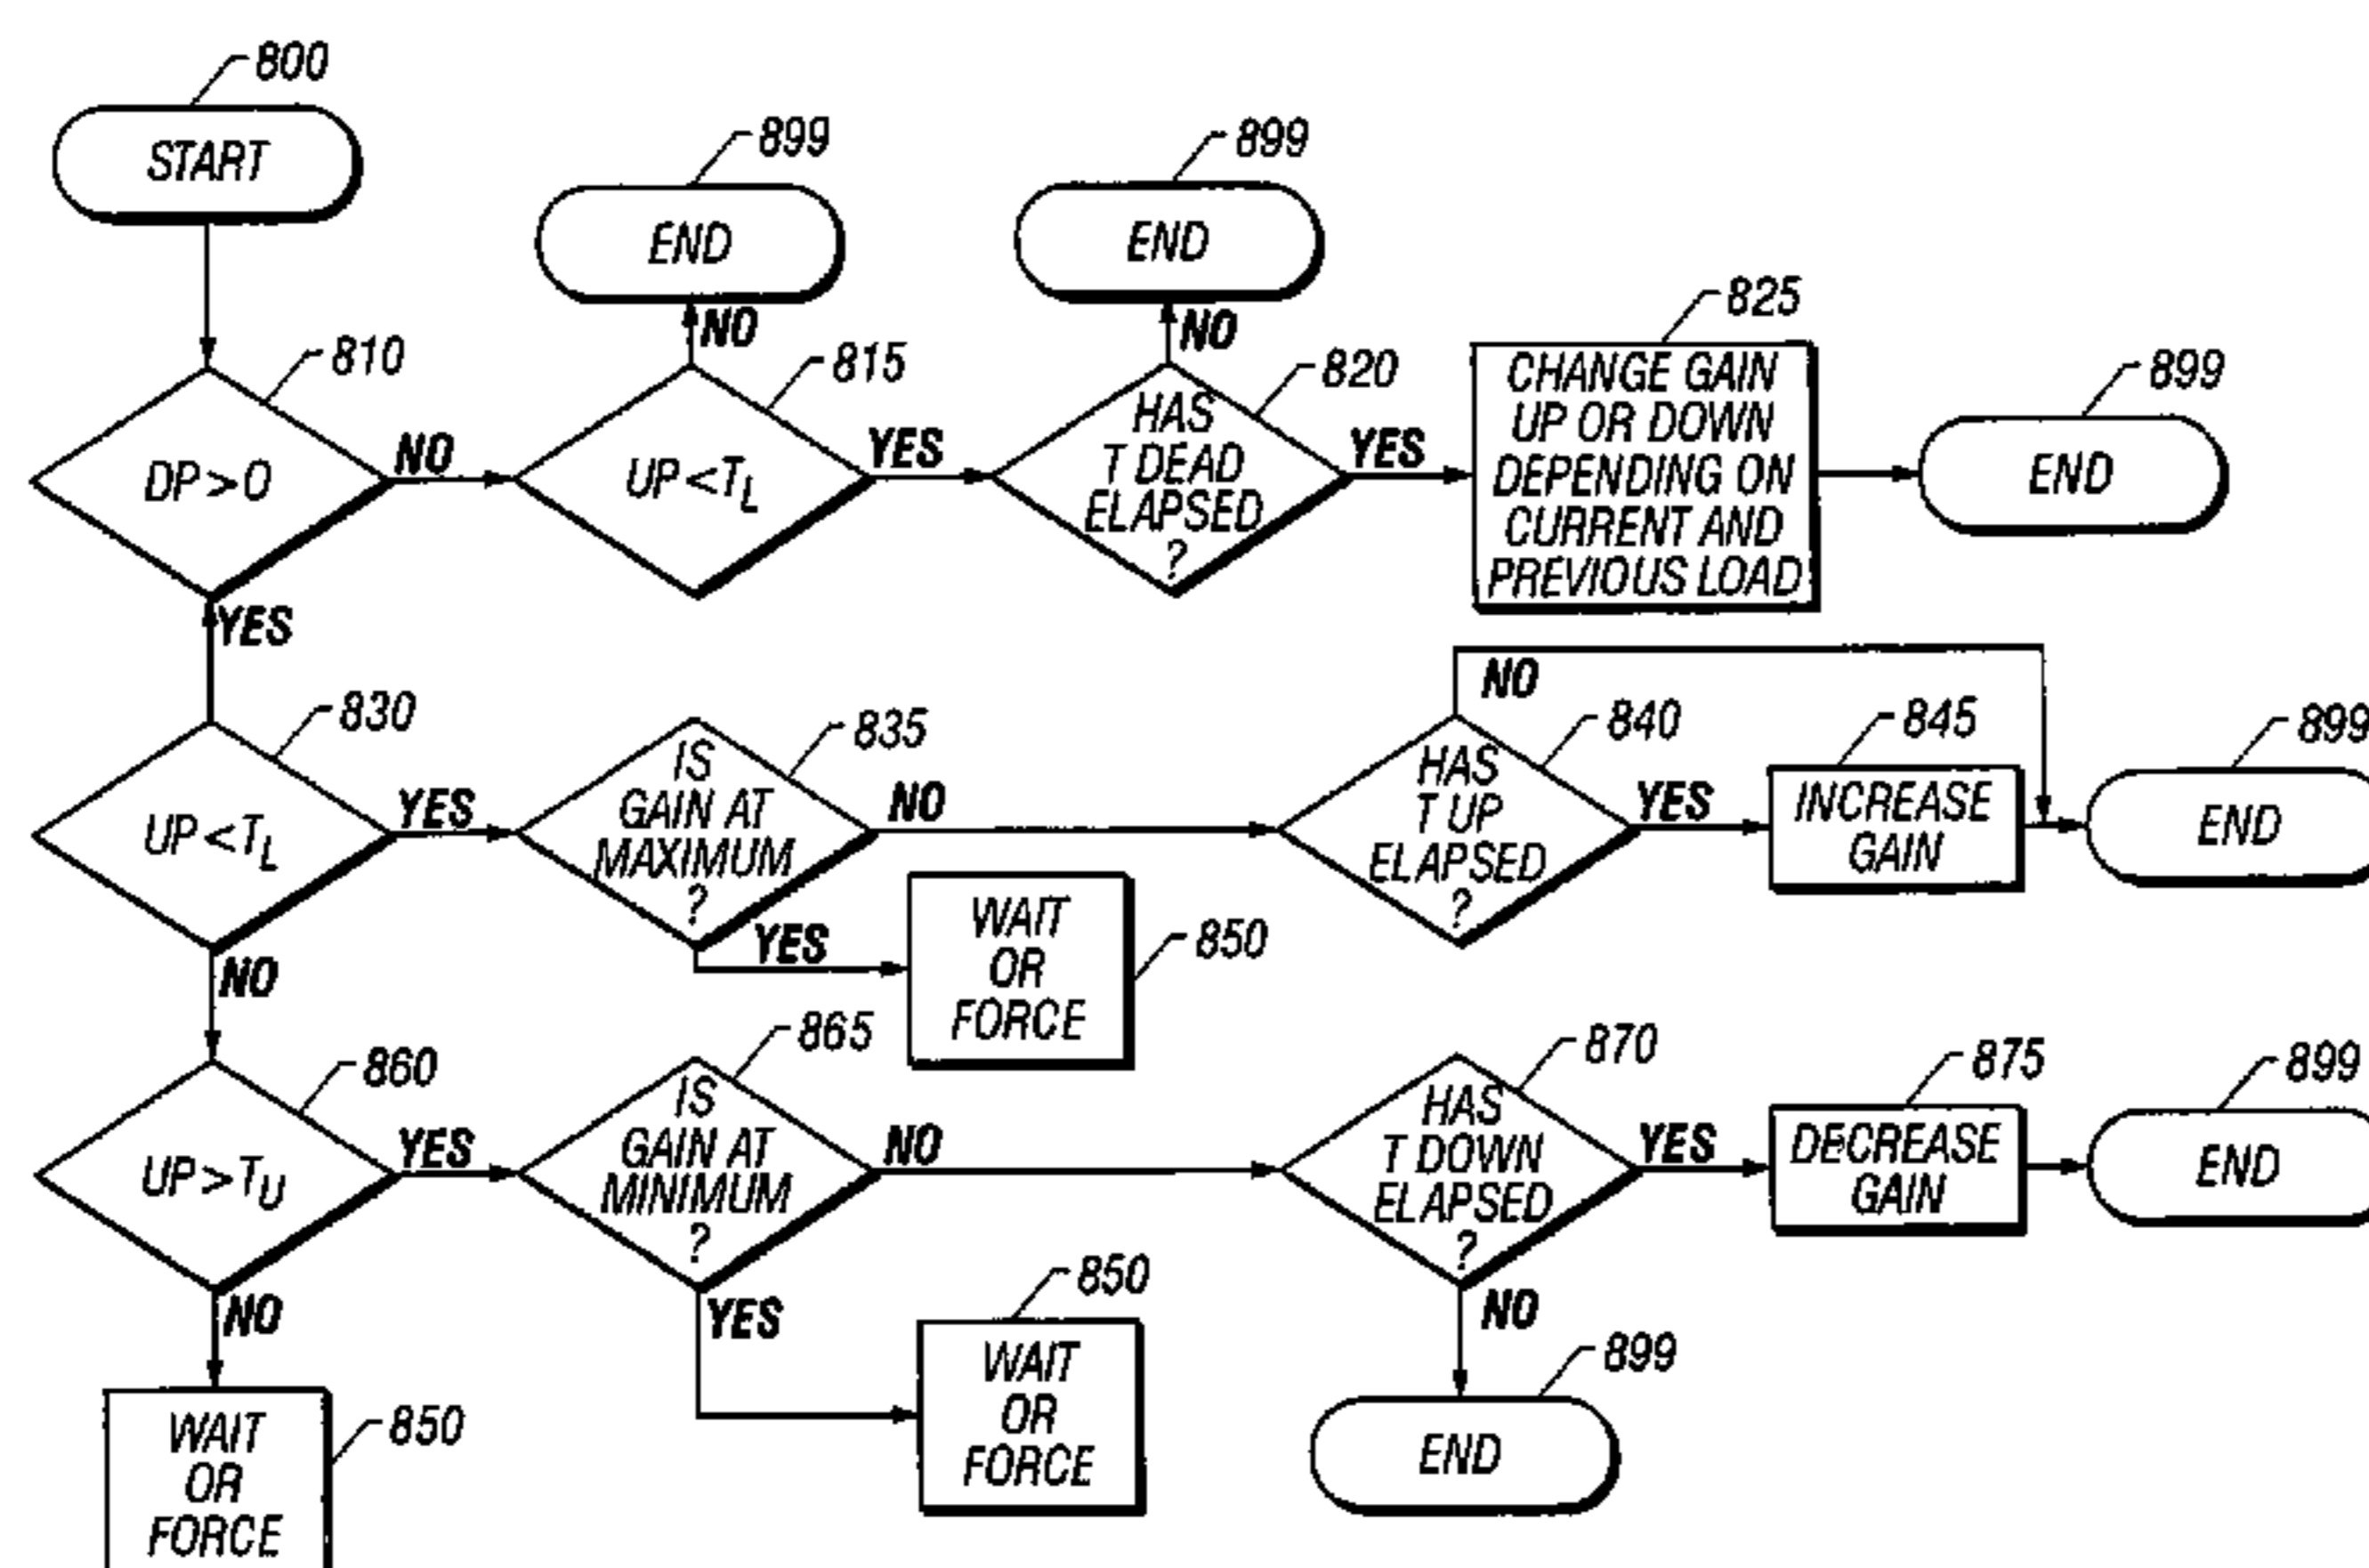 800
START
899
END
899
END
810
DP>0
NO
815
UP<TL
NO
YES
820
HAS
T DEAD
ELAPSED
?
NO
YES
825
CHANGE GAIN
UP OR DOWN
DEPENDING ON
CURRENT AND
PREVIOUS LOAD
899
END
YES
830
UP<TL
YES
835
IS
GAIN AT
MAXIMUM
?
NO
840
HAS
T UP
ELAPSED
?
NO
YES
845
INCREASE
GAIN
899
END
YES
WAIT
OR
FORCE
850
NO
860
UP>TU
YES
865
IS
GAIN AT
MINIMUM
?
NO
870
HAS
T DOWN
ELAPSED
?
YES
875
DECREASE
GAIN
899
END
NO
WAIT
OR
FORCE
850
YES
850
WAIT
OR
FORCE
NO
899
END